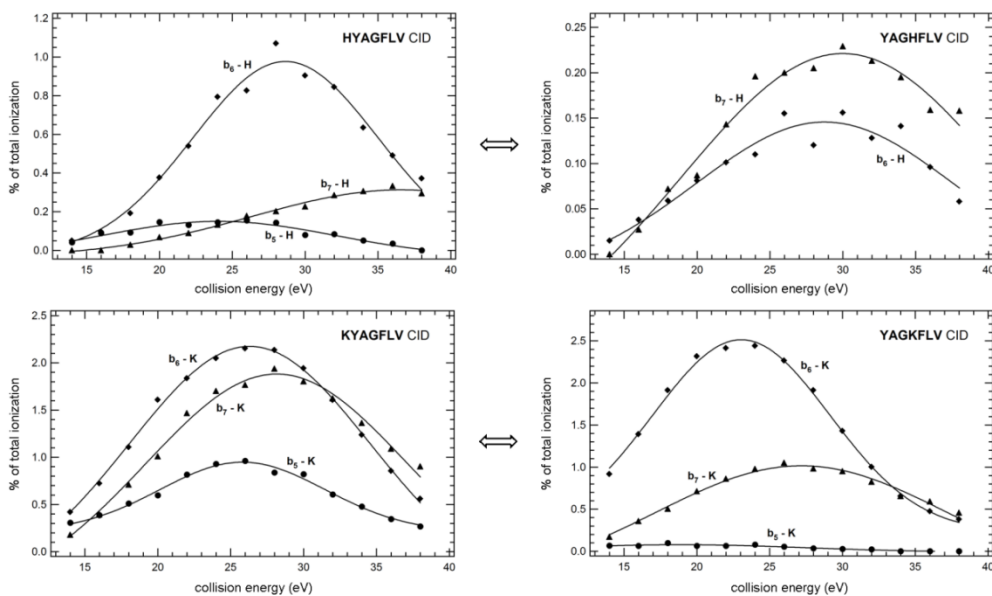 HYAGFLV CID
% of total ionization
1.2
1.0
0.8
0.6
0.4
0.2
0.0
b6 - H
b7 - H
b5 - H
15 20 25 30 35 40
collision energy (eV)
YAGHFLV CID
% of total ionization
0.25
0.20
0.15
0.10
0.05
0.00
b7 - H
b6 - H
15 20 25 30 35 40
collision energy (eV)
KYAGFLV CID
% of total ionization
2.5
2.0
1.5
1.0
0.5
0.0
b6 - K
b7 - K
b5 - K
15 20 25 30 35 40
collision energy (eV)
YAGKFLV CID
% of total ionization
2.5
2.0
1.5
1.0
0.5
0.0
b6 - K
b7 - K
b5 - K
15 20 25 30 35 40
collision energy (eV)